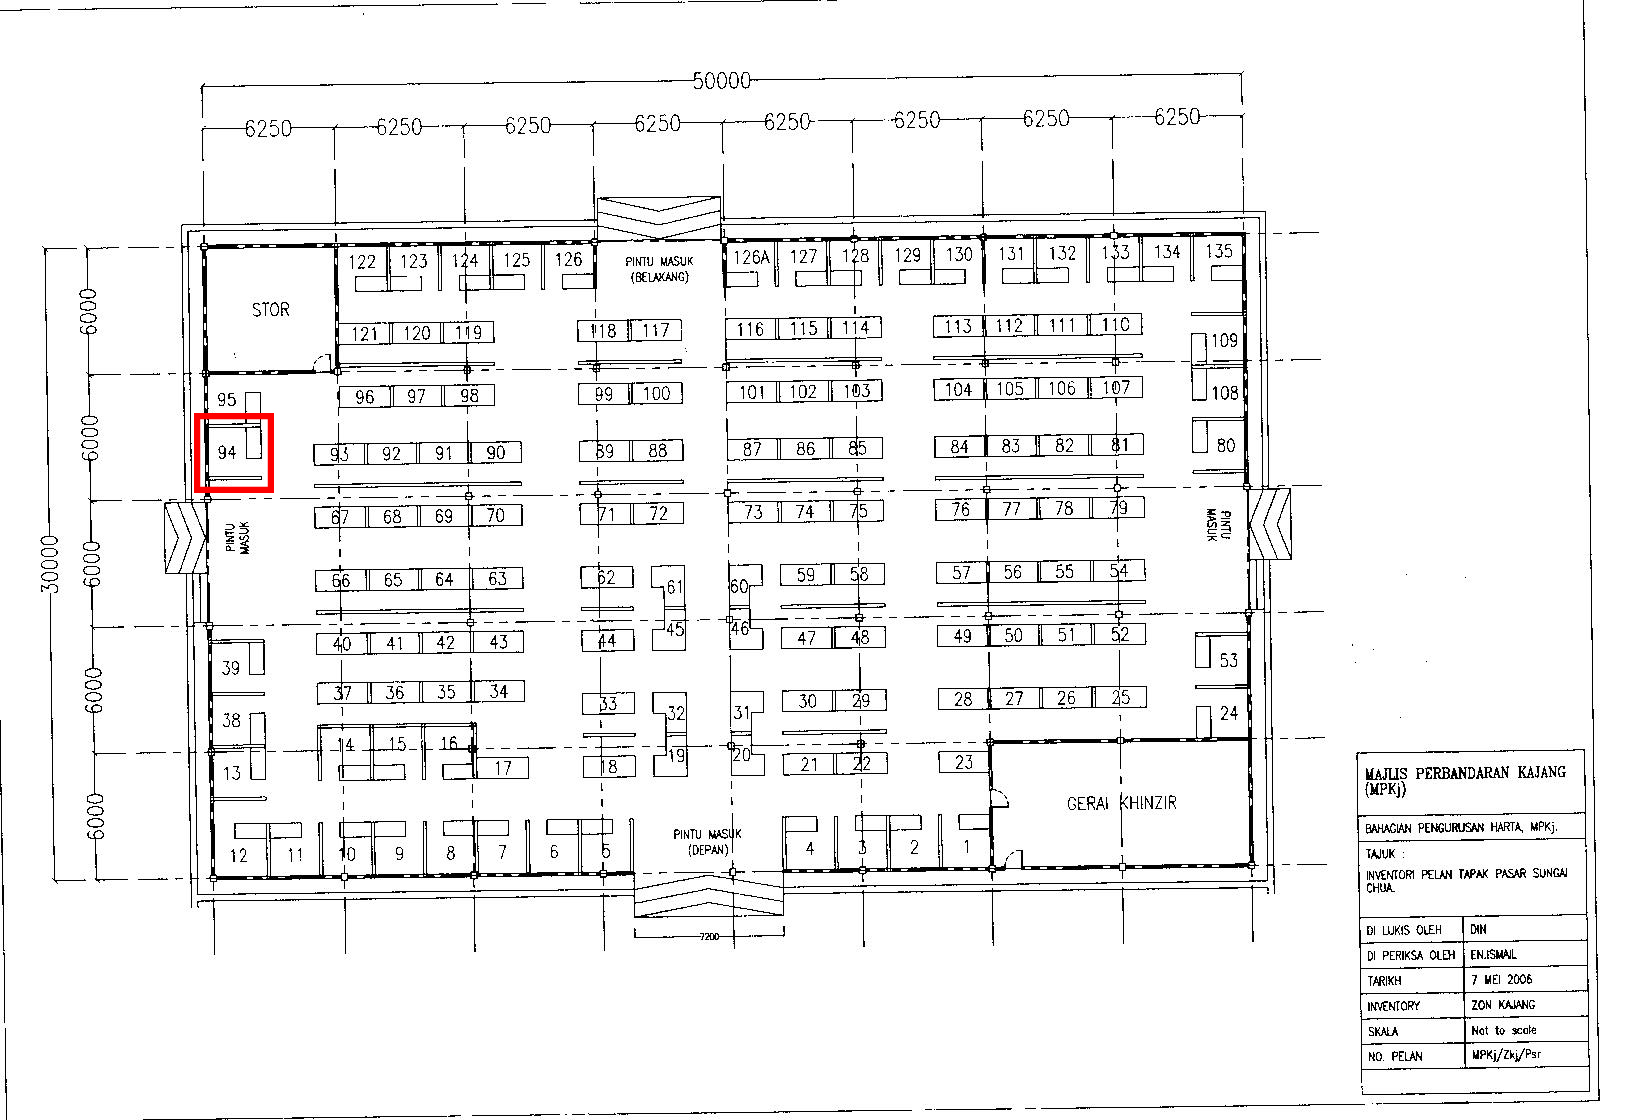 50000
6250 6250 6250 6250 6250 6250 6250 6250
122 123 124 125 126
PINTU MASUK
(BELAKANG)
126A 127 128 129 130 131 132 133 134 135
STOR
6000
121 120 119 118 117 116 115 114 113 112 111 110
109
95
96 97 98 99 100 101 102 103 104 105 106 107
108
6000
94
93 92 91 90 89 88 87 86 85 84 83 82 81
80
67 68 69 70 71 72 73 74 75 76 77 78 79
PINTU
MASUK
PINTU
MASUK
30000
6000
66 65 64 63 62 61 60 59 58 57 56 55 54
40 41 42 43 44 45 46 47 48 49 50 51 52
39
53
6000
37 36 35 34 33 32 31 30 29 28 27 26 25
38
24
14 15 16
13
17 18 19 20 21 22 23
6000
GERAI KHINZIR
PINTU MASUK
(DEPAN)
12 11 10 9 8 7 6 5 4 3 2 1
7200
MAJLIS PERBANDARAN KAJANG
(MPKj)
BAHAGIAN PENGURUSAN HARTA, MPKj.
TAJUK :
INVENTORI PELAN TAPAK PASAR SUNGAI
CHUA.
DI LUKIS OLEH DIN
DI PERIKSA OLEH EN.ISMAIL
TARIKH 7 MEI 2006
INVENTORY ZON KAJANG
SKALA Not to scale
NO. PELAN MPKj/Zkj/Psr